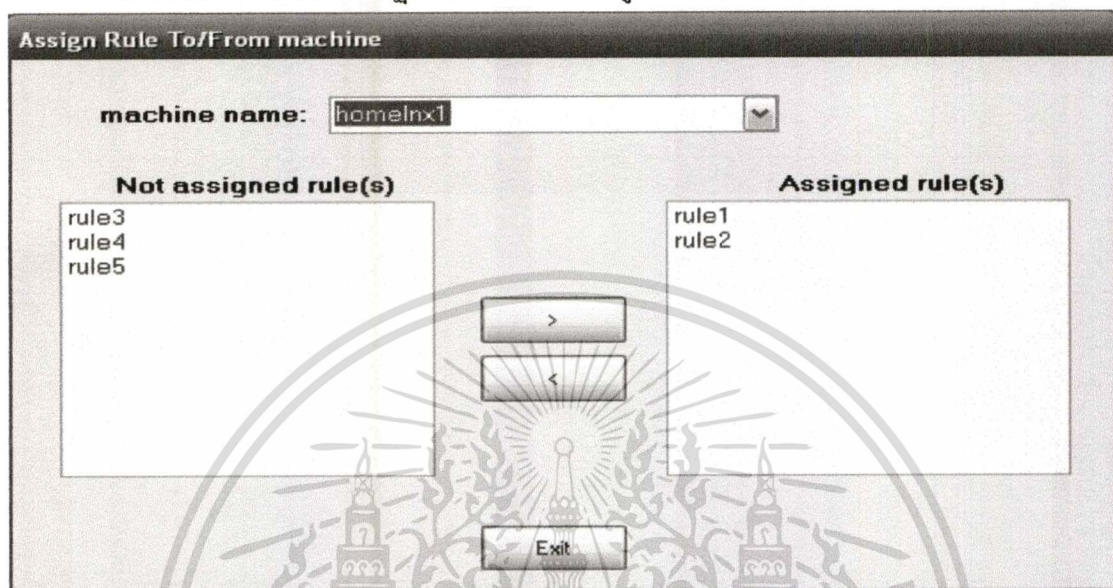 Assign Rule To/From machine
machine name: homelnx1
Not assigned rule(s)
rule3
rule4
rule5
>
<
Assigned rule(s)
rule1
rule2
Exit